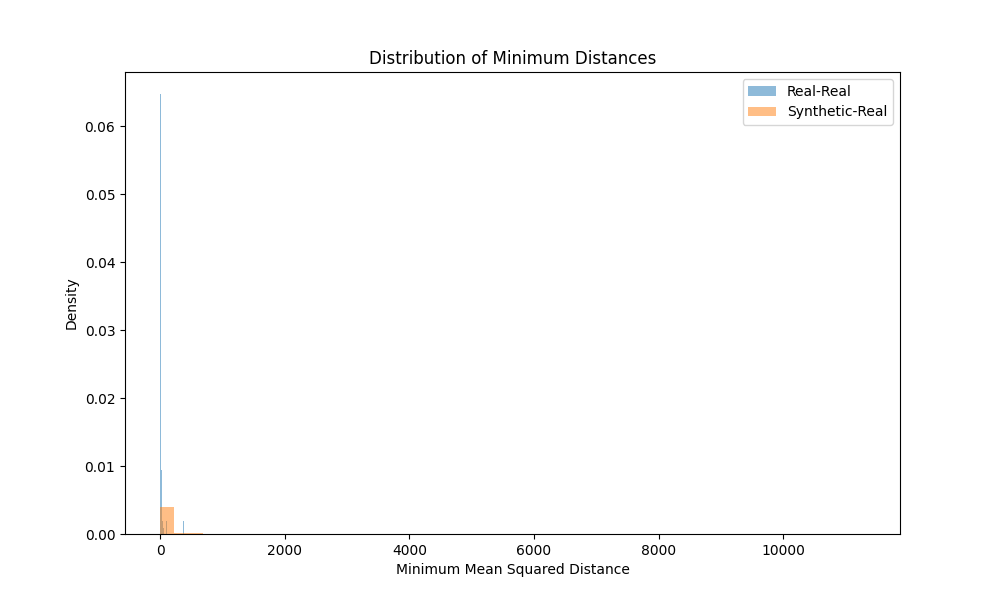 Distribution of Minimum Distances
Real-Real
Synthetic-Real
0.06
0.05
0.04
0.03
0.02
0.01
0.00
Density
0 2000 4000 6000 8000 10000
Minimum Mean Squared Distance